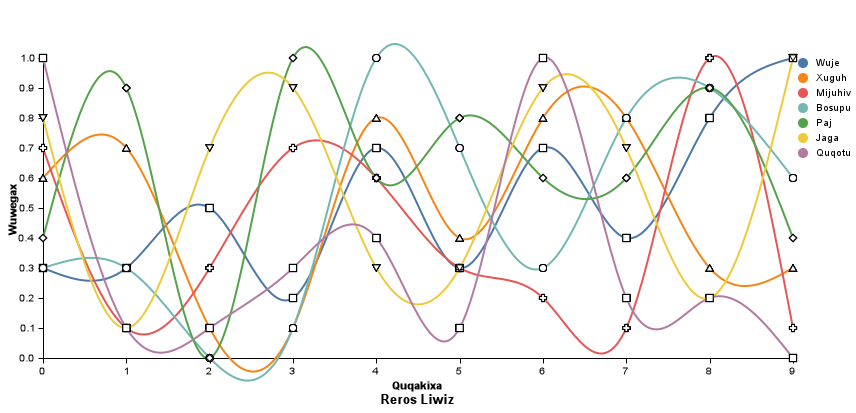 1.0
0.9
0.8
0.7
0.6
0.5
0.4
0.3
0.2
0.1
0.0
Wuwegax
0 1 2 3 4 5 6 7 8 9
Quqakixa
Reros Liwiz
Wuje
Xuguh
Mijuhiv
Bosupu
Paj
Jaga
Quqotu